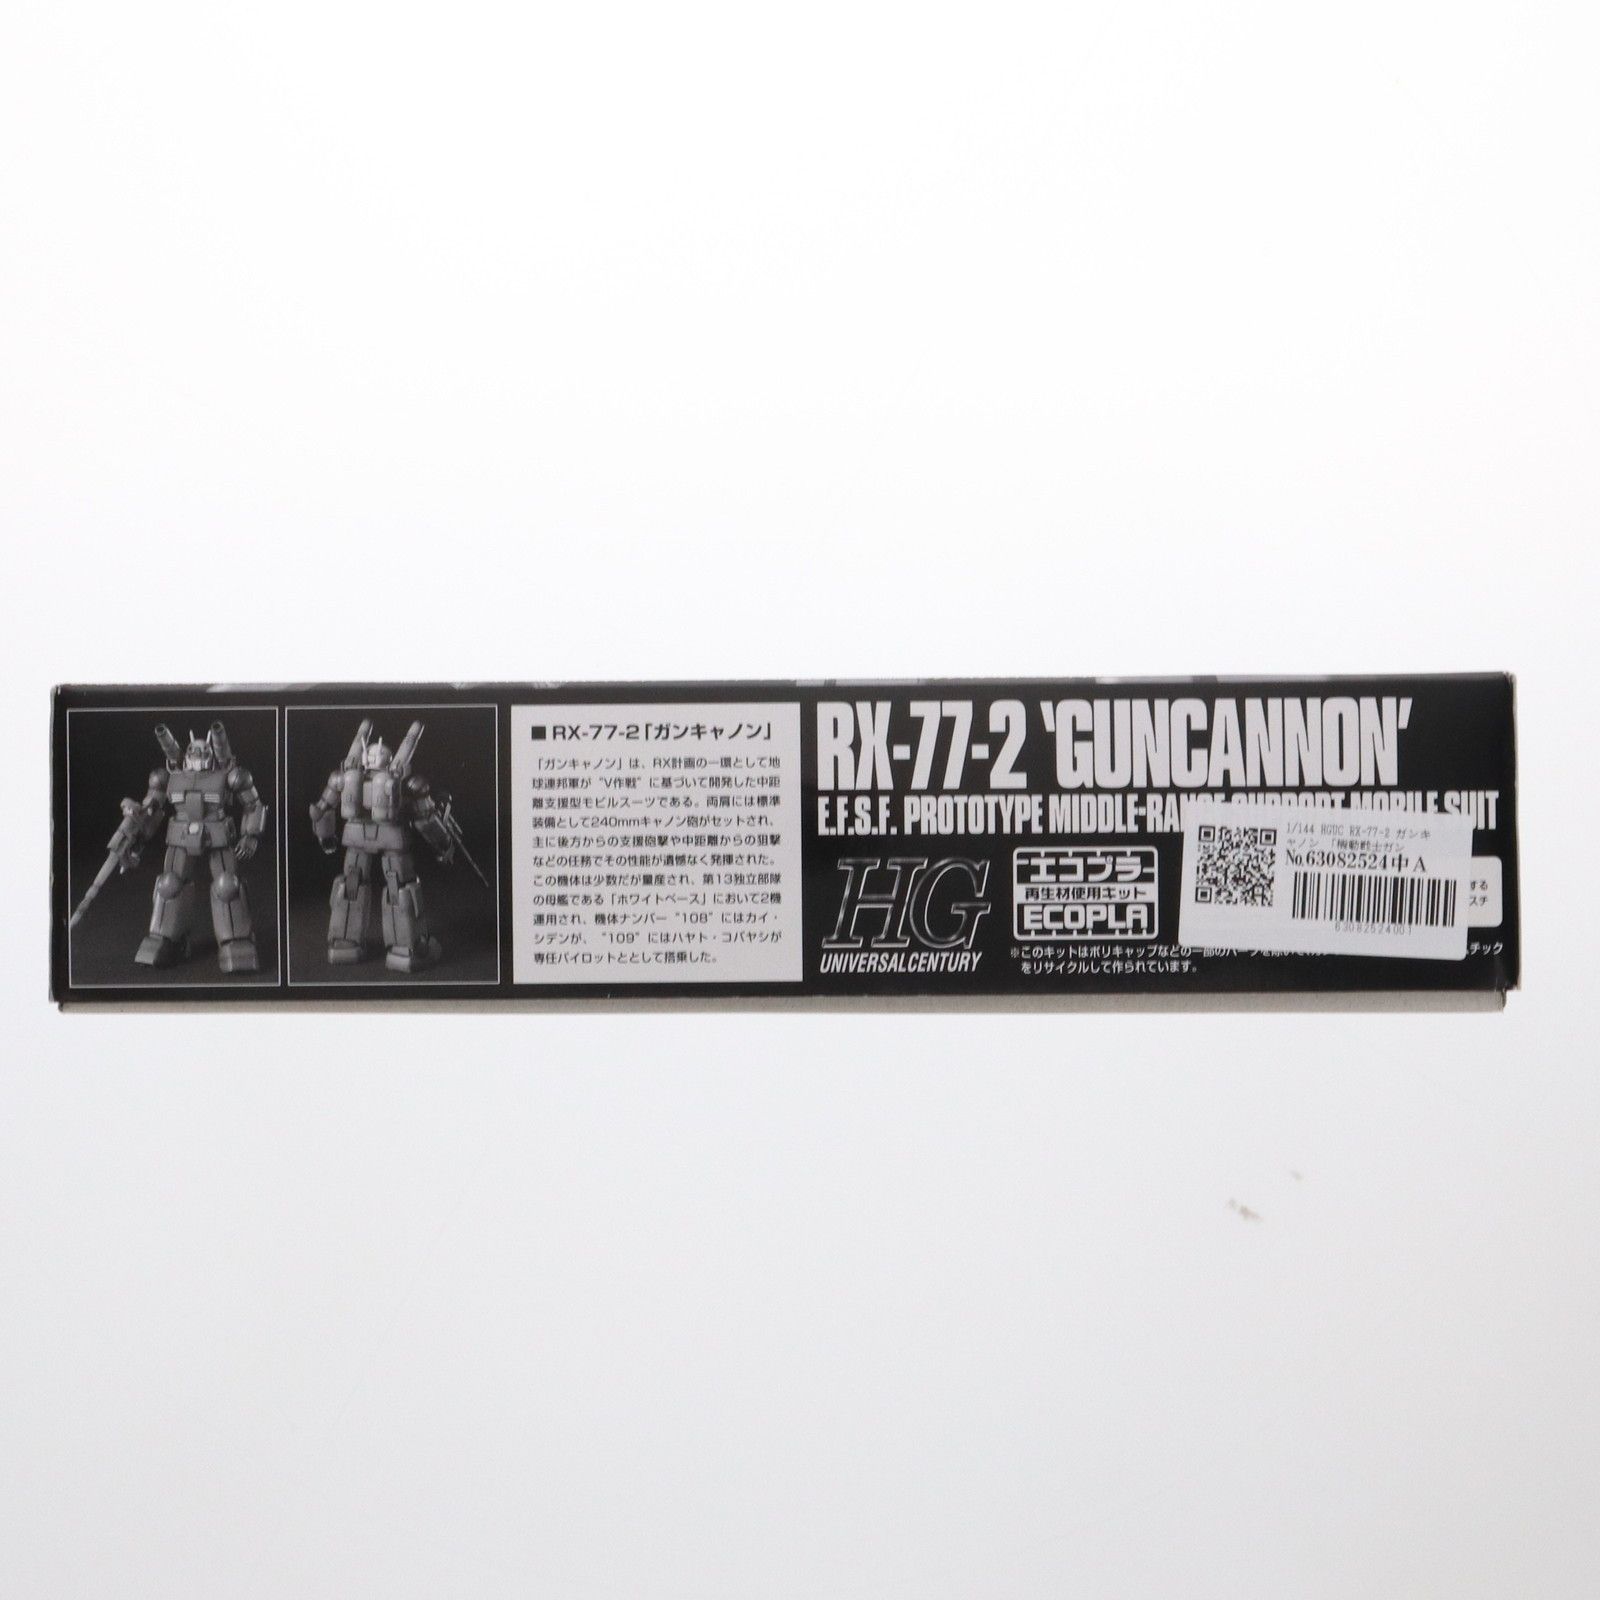 ■ RX-77-2「ガンキャノン」
「ガンキャノン」は、RX計画の一環として地
球連邦軍が“V作戦”に基づいて開発した中距
離支援型モビルスーツである。両肩には標準
装備として240mmキャノン砲がセットされ、
主に後方からの支援砲撃や中距離からの狙撃
などの任務でその性能が遺憾なく発揮された。
この機体は少数だが量産され、第13独立部隊
の母艦である「ホワイトベース」において2機
運用され、機体ナンバー“108”にはカイ・
シデンが、“109”にはハヤト・コバヤシが
専任パイロットととして搭乗した。
RX-77-2 'GUNCANNON'
E.F.S.F. PROTOTYPE MIDDLE-RANGE SUPPORT MOBILE SUIT
HG
UNIVERSAL CENTURY
エコプラ
再生材使用キット
ECOPLA
※このキットはポリキャップなどの一部のパーツを除い
スチック
をリサイクルして作られています。
する
スチ
1/144 HGUC RX-77-2 ガンキ
ャノン 「機動戦士ガン
No.63082524中A
63082524001